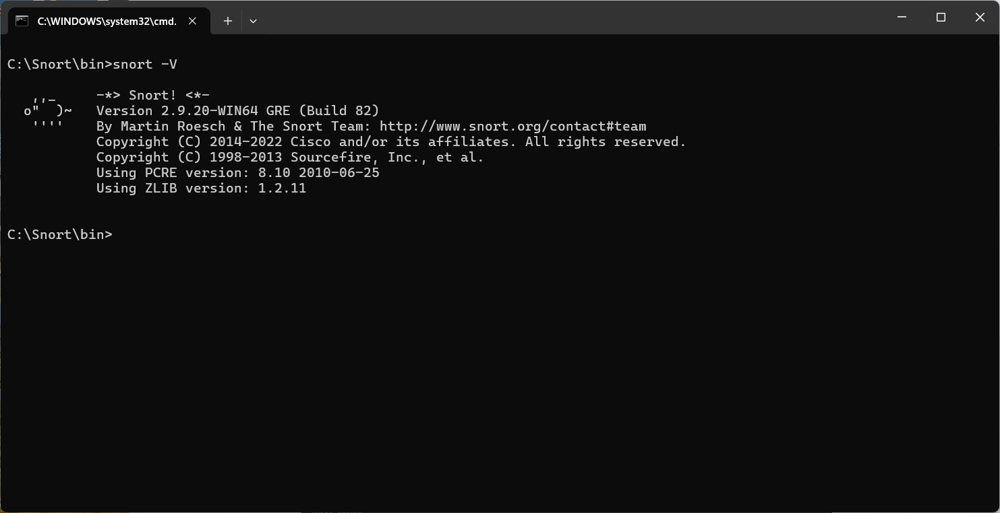 C:\WINDOWS\system32\cmd.
C:\Snort\bin>snort -V
   ,,_     -*> Snort! <*-
  o"  )~   Version 2.9.20-WIN64 GRE (Build 82)
   ''''    By Martin Roesch & The Snort Team: http://www.snort.org/contact#team
           Copyright (C) 2014-2022 Cisco and/or its affiliates. All rights reserved.
           Copyright (C) 1998-2013 Sourcefire, Inc., et al.
           Using PCRE version: 8.10 2010-06-25
           Using ZLIB version: 1.2.11
C:\Snort\bin>